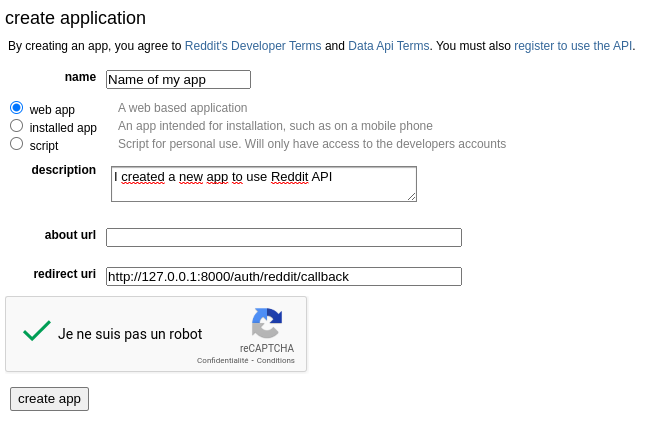 create application
By creating an app, you agree to Reddit's Developer Terms and Data Api Terms. You must also register to use the API.
name Name of my app
web app A web based application
installed app An app intended for installation, such as on a mobile phone
script Script for personal use. Will only have access to the developers accounts
description I created a new app to use Reddit API
about url
redirect uri http://127.0.0.1:8000/auth/reddit/callback
Je ne suis pas un robot
reCAPTCHA
Confidentialité - Conditions
create app